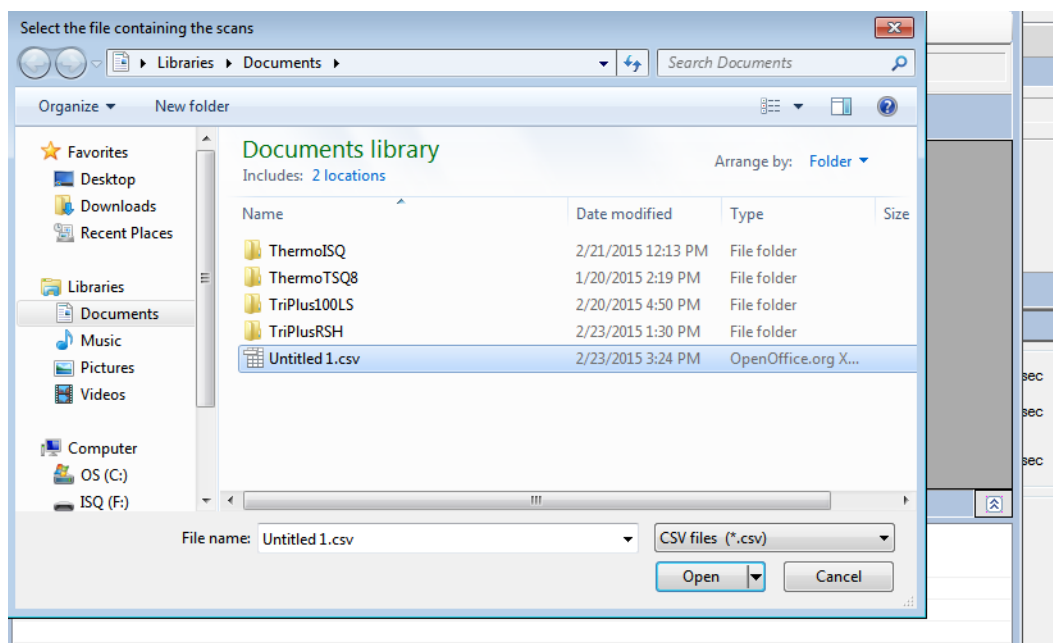 Select the file containing the scans
Libraries Documents
Search Documents
Organize New folder
Favorites
Desktop
Downloads
Recent Places
Libraries
Documents
Music
Pictures
Videos
Computer
OS (C:)
ISQ (F:)
Documents library
Includes: 2 locations
Arrange by: Folder
Name Date modified Type Size
ThermoISQ 2/21/2015 12:13 PM File folder
ThermoTSQ8 1/20/2015 2:19 PM File folder
TriPlus100LS 2/20/2015 4:50 PM File folder
TriPlusRSH 2/23/2015 1:30 PM File folder
Untitled 1.csv 2/23/2015 3:24 PM OpenOffice.org X...
File name: Untitled 1.csv CSV files (*.csv)
Open Cancel
sec
sec
sec